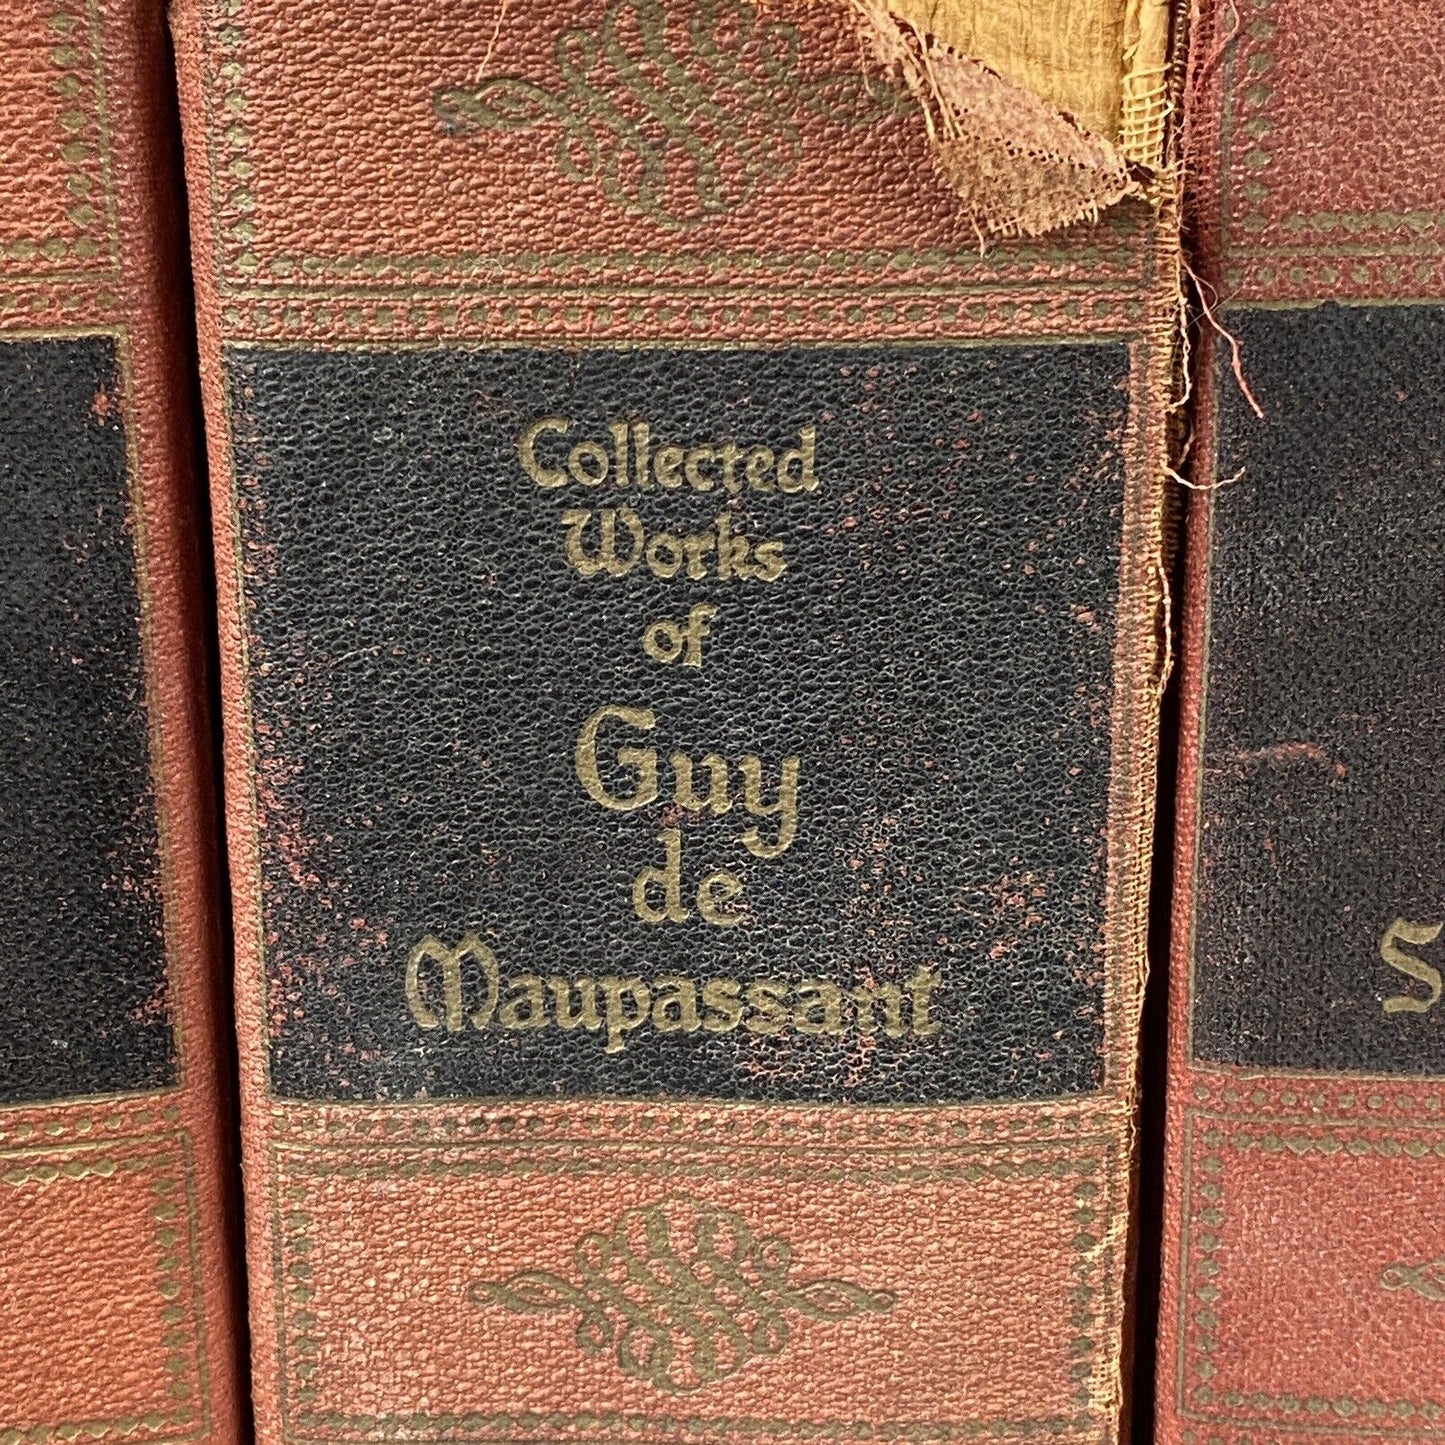 Collected
Works
of
Guy
de
Maupassant
S